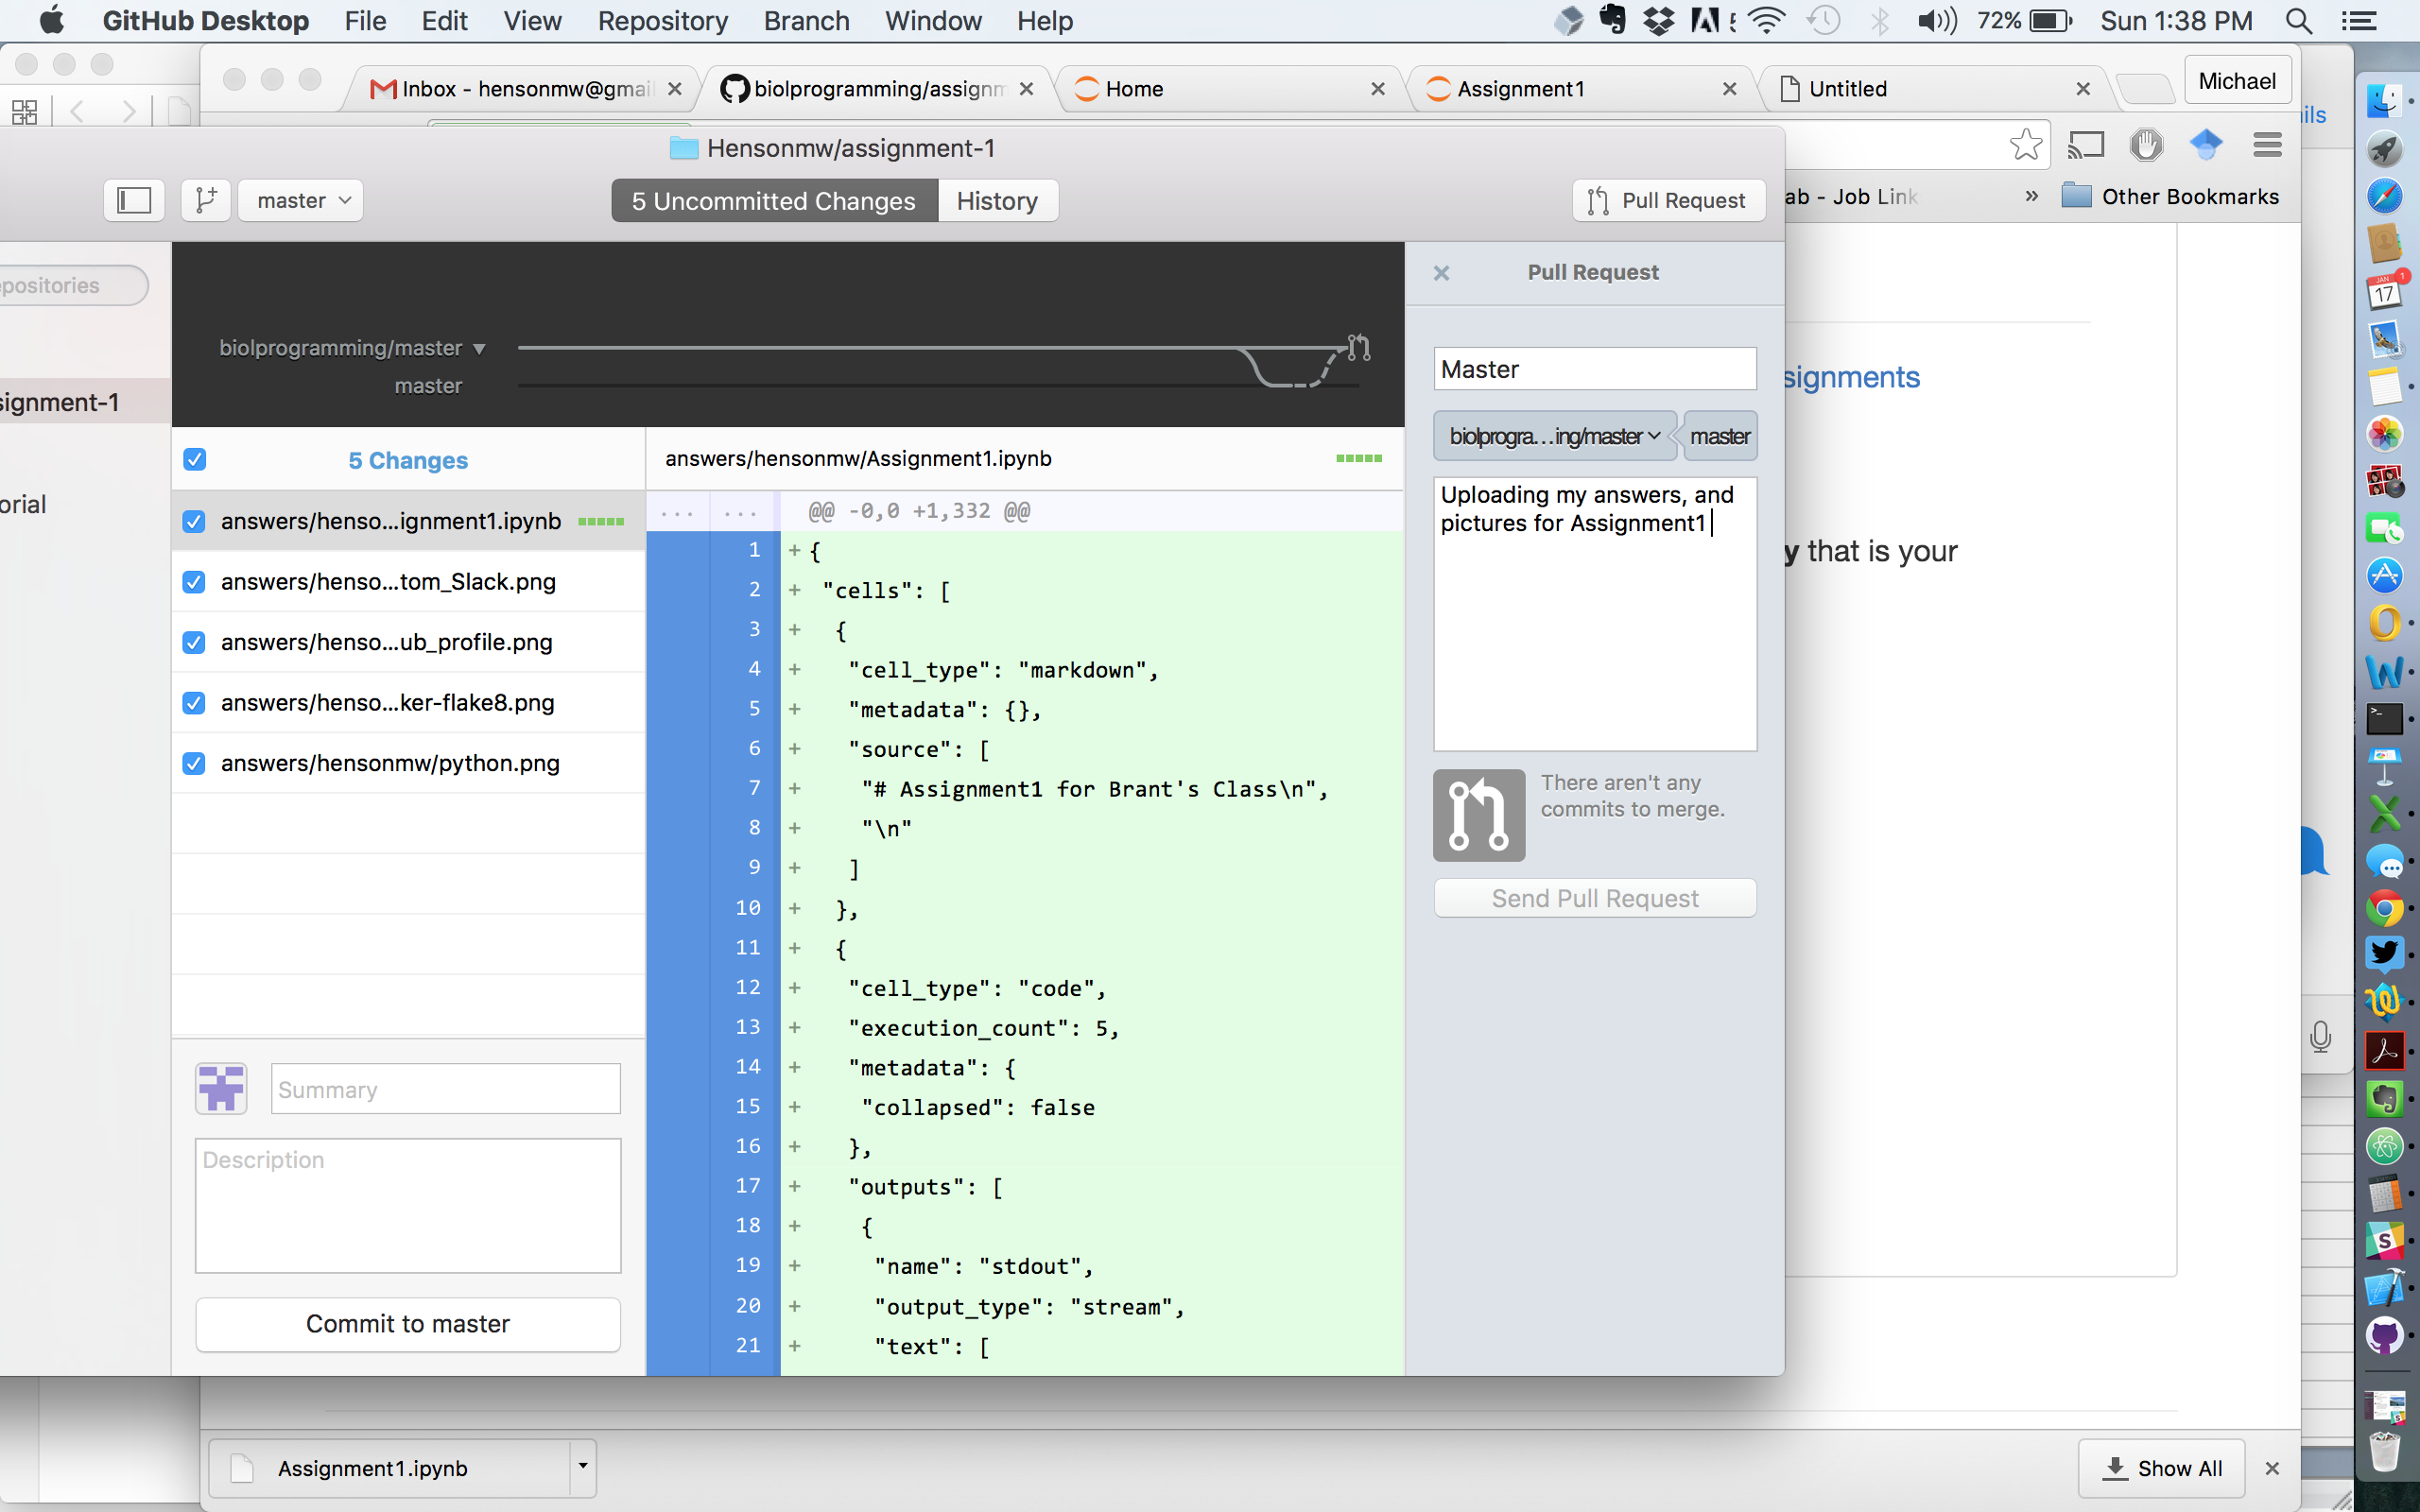 GitHub Desktop File Edit View Repository Branch Window Help 72% Sun 1:38 PM
Inbox - hensonmw@gmai
biolprogramming/assignm
Home
Assignment1
Untitled
Michael
ils
ab - Job Link
»
Other Bookmarks
Hensonmw/assignment-1
master
5 Uncommitted Changes
History
Pull Request
epositories
signment-1
orial
biolprogramming/master
master
5 Changes
answers/henso...ignment1.ipynb
answers/henso...tom_Slack.png
answers/henso...ub_profile.png
answers/henso...ker-flake8.png
answers/hensonmw/python.png
Summary
Description
Commit to master
answers/hensonmw/Assignment1.ipynb
... ... @@ -0,0 +1,332 @@
1 + {
2 + "cells": [
3 + {
4 + "cell_type": "markdown",
5 + "metadata": {},
6 + "source": [
7 + "# Assignment1 for Brant's Class\n",
8 + "\n"
9 + ]
10 + },
11 + {
12 + "cell_type": "code",
13 + "execution_count": 5,
14 + "metadata": {
15 + "collapsed": false
16 + },
17 + "outputs": [
18 + {
19 + "name": "stdout",
20 + "output_type": "stream",
21 + "text": [
Pull Request
Master
biolprogra...ing/master
master
Uploading my answers, and
pictures for Assignment1
There aren't any
commits to merge.
Send Pull Request
signments
y that is your
JAN
17
1
Assignment1.ipynb
Show All